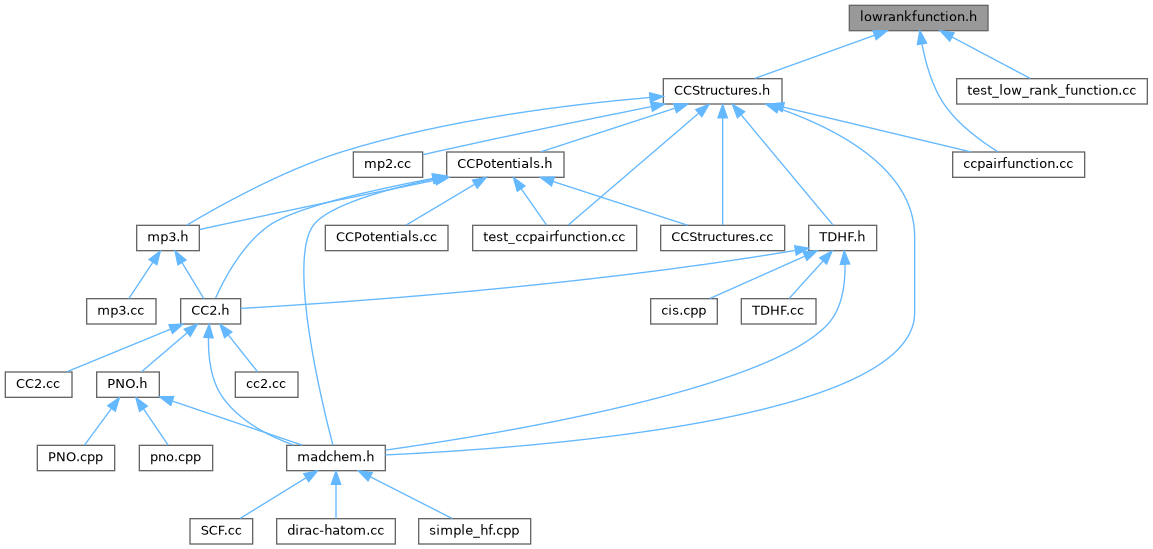 lowrankfunction.h
CCStructures.h
test_low_rank_function.cc
mp2.cc
CCPotentials.h
ccpairfunction.cc
mp3.h
CCPotentials.cc
test_ccpairfunction.cc
CCStructures.cc
TDHF.h
mp3.cc
CC2.h
cis.cpp
TDHF.cc
CC2.cc
PNO.h
cc2.cc
PNO.cpp
pno.cpp
madchem.h
SCF.cc
dirac-hatom.cc
simple_hf.cpp